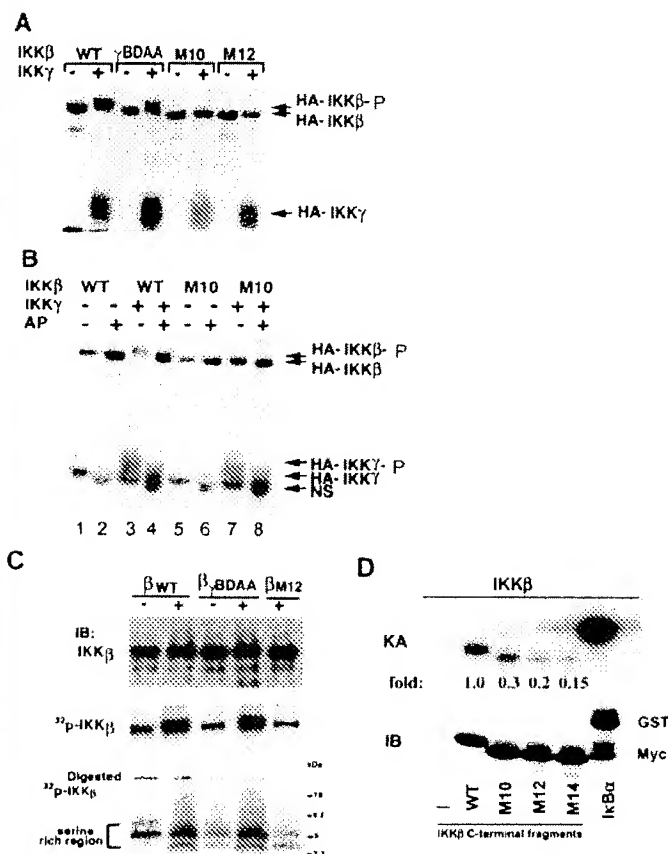 A
IKKβ WT γBDAA M10 M12
IKKγ - + - + - + - +
HA-IKKβ-P
HA-IKKβ
HA-IKKγ
B
IKKβ WT WT M10 M10
IKKγ - - + + - - + +
AP - + - + - + - +
HA-IKKβ-P
HA-IKKβ
HA-IKKγ-P
HA-IKKγ
NS
1 2 3 4 5 6 7 8
C
βWT βγBDAA βM12
- + - + +
IB:
IKKβ
32p-IKKβ
Digested
32p-IKKβ
kDa
serine
rich region
D
IKKβ
KA
fold: 1.0 0.3 0.2 0.15
GST
IB
Myc
- WT M10 M12 M14 IκBα
IKKβ C-terminal fragments